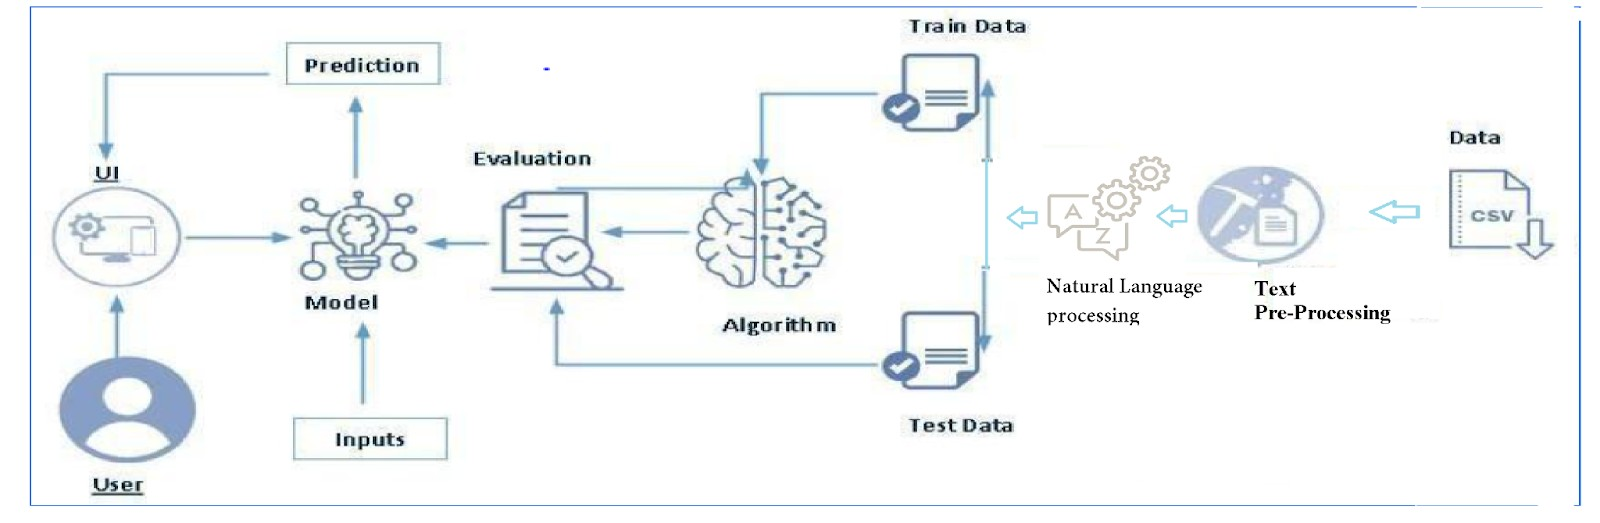 Train Data
Prediction
Data
Evaluation
UI
CSV
A
Z
Natural Language
processing
Text
Pre-Processing
Model
Algorithm
Test Data
Inputs
User